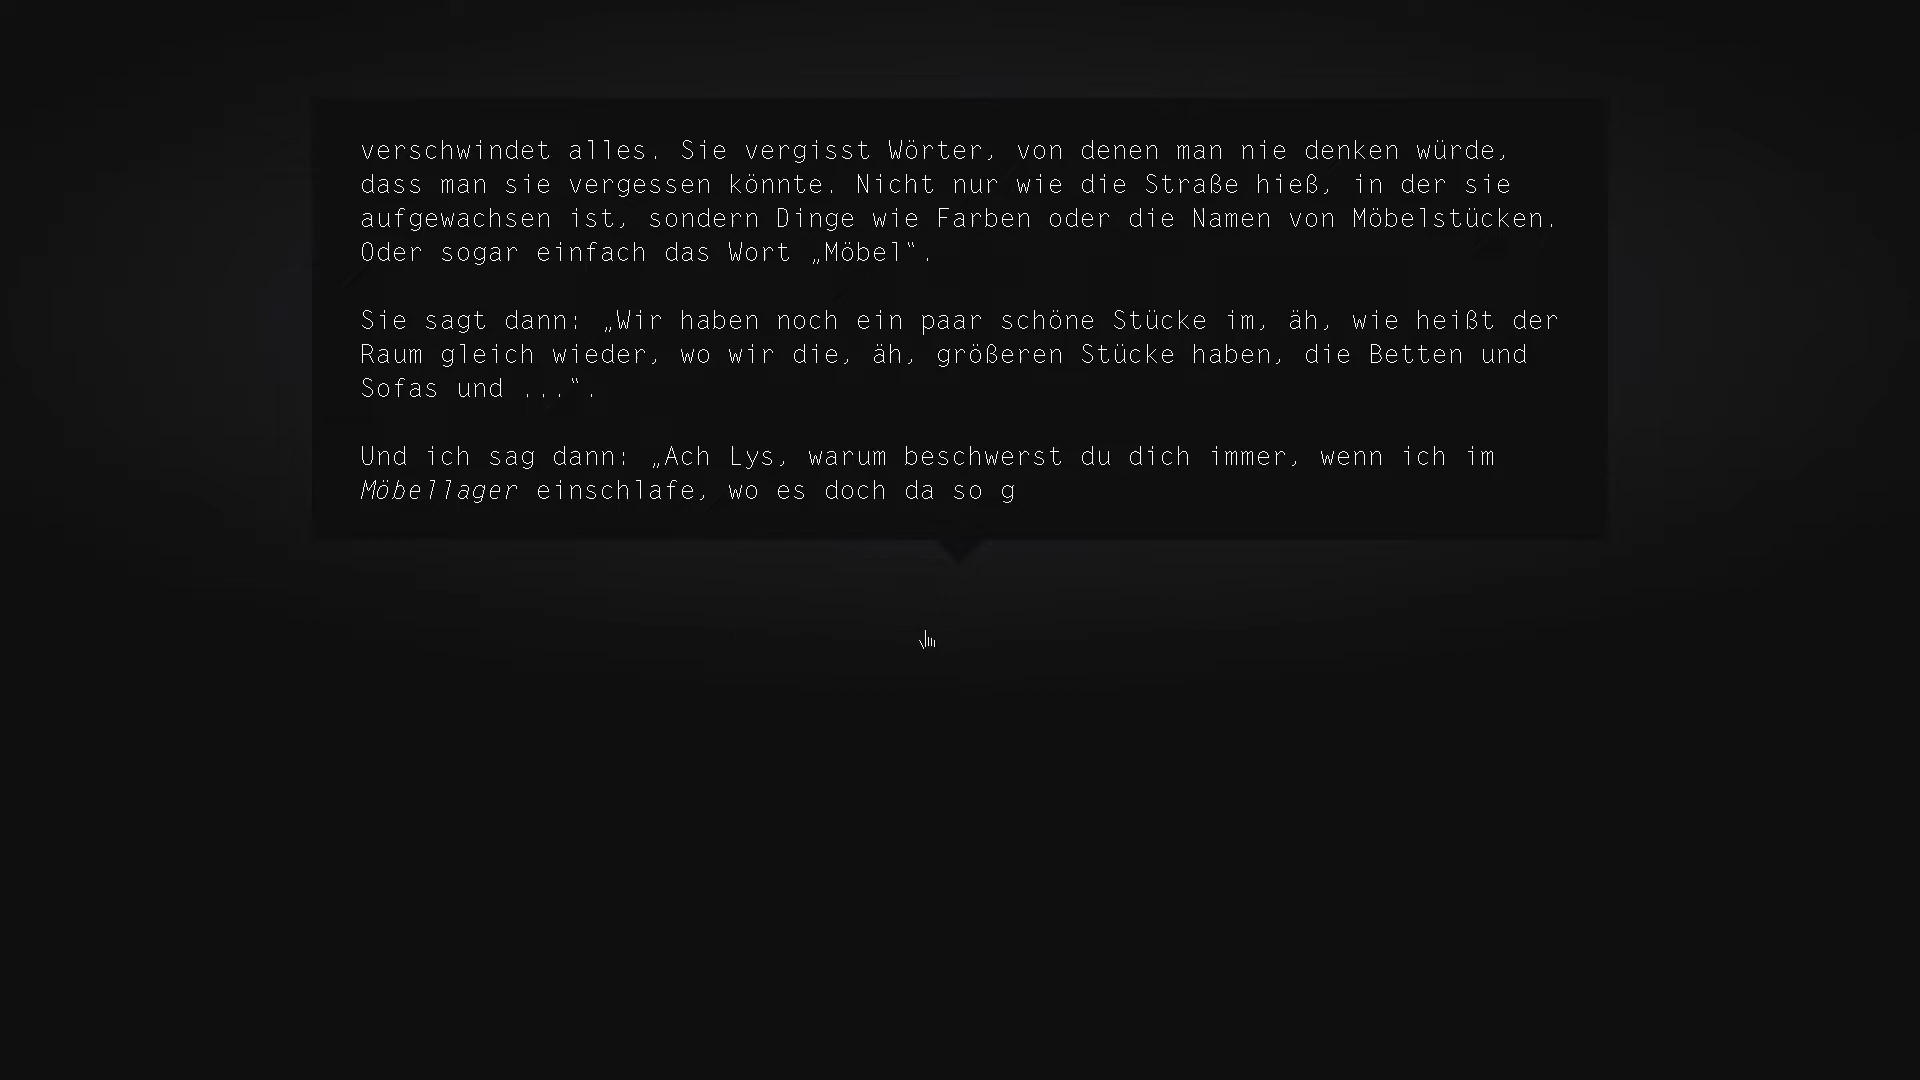 verschwindet alles. Sie vergisst Wörter, von denen man nie denken würde,
dass man sie vergessen könnte. Nicht nur wie die Straße hieß, in der sie
aufgewachsen ist, sondern Dinge wie Farben oder die Namen von Möbelstücken.
Oder sogar einfach das Wort „Möbel‟.
Sie sagt dann: „Wir haben noch ein paar schöne Stücke im, äh, wie heißt der
Raum gleich wieder, wo wir die, äh, größeren Stücke haben, die Betten und
Sofas und ...‟.
Und ich sag dann: „Ach Lys, warum beschwerst du dich immer, wenn ich im
Möbellager einschlafe, wo es doch da so g